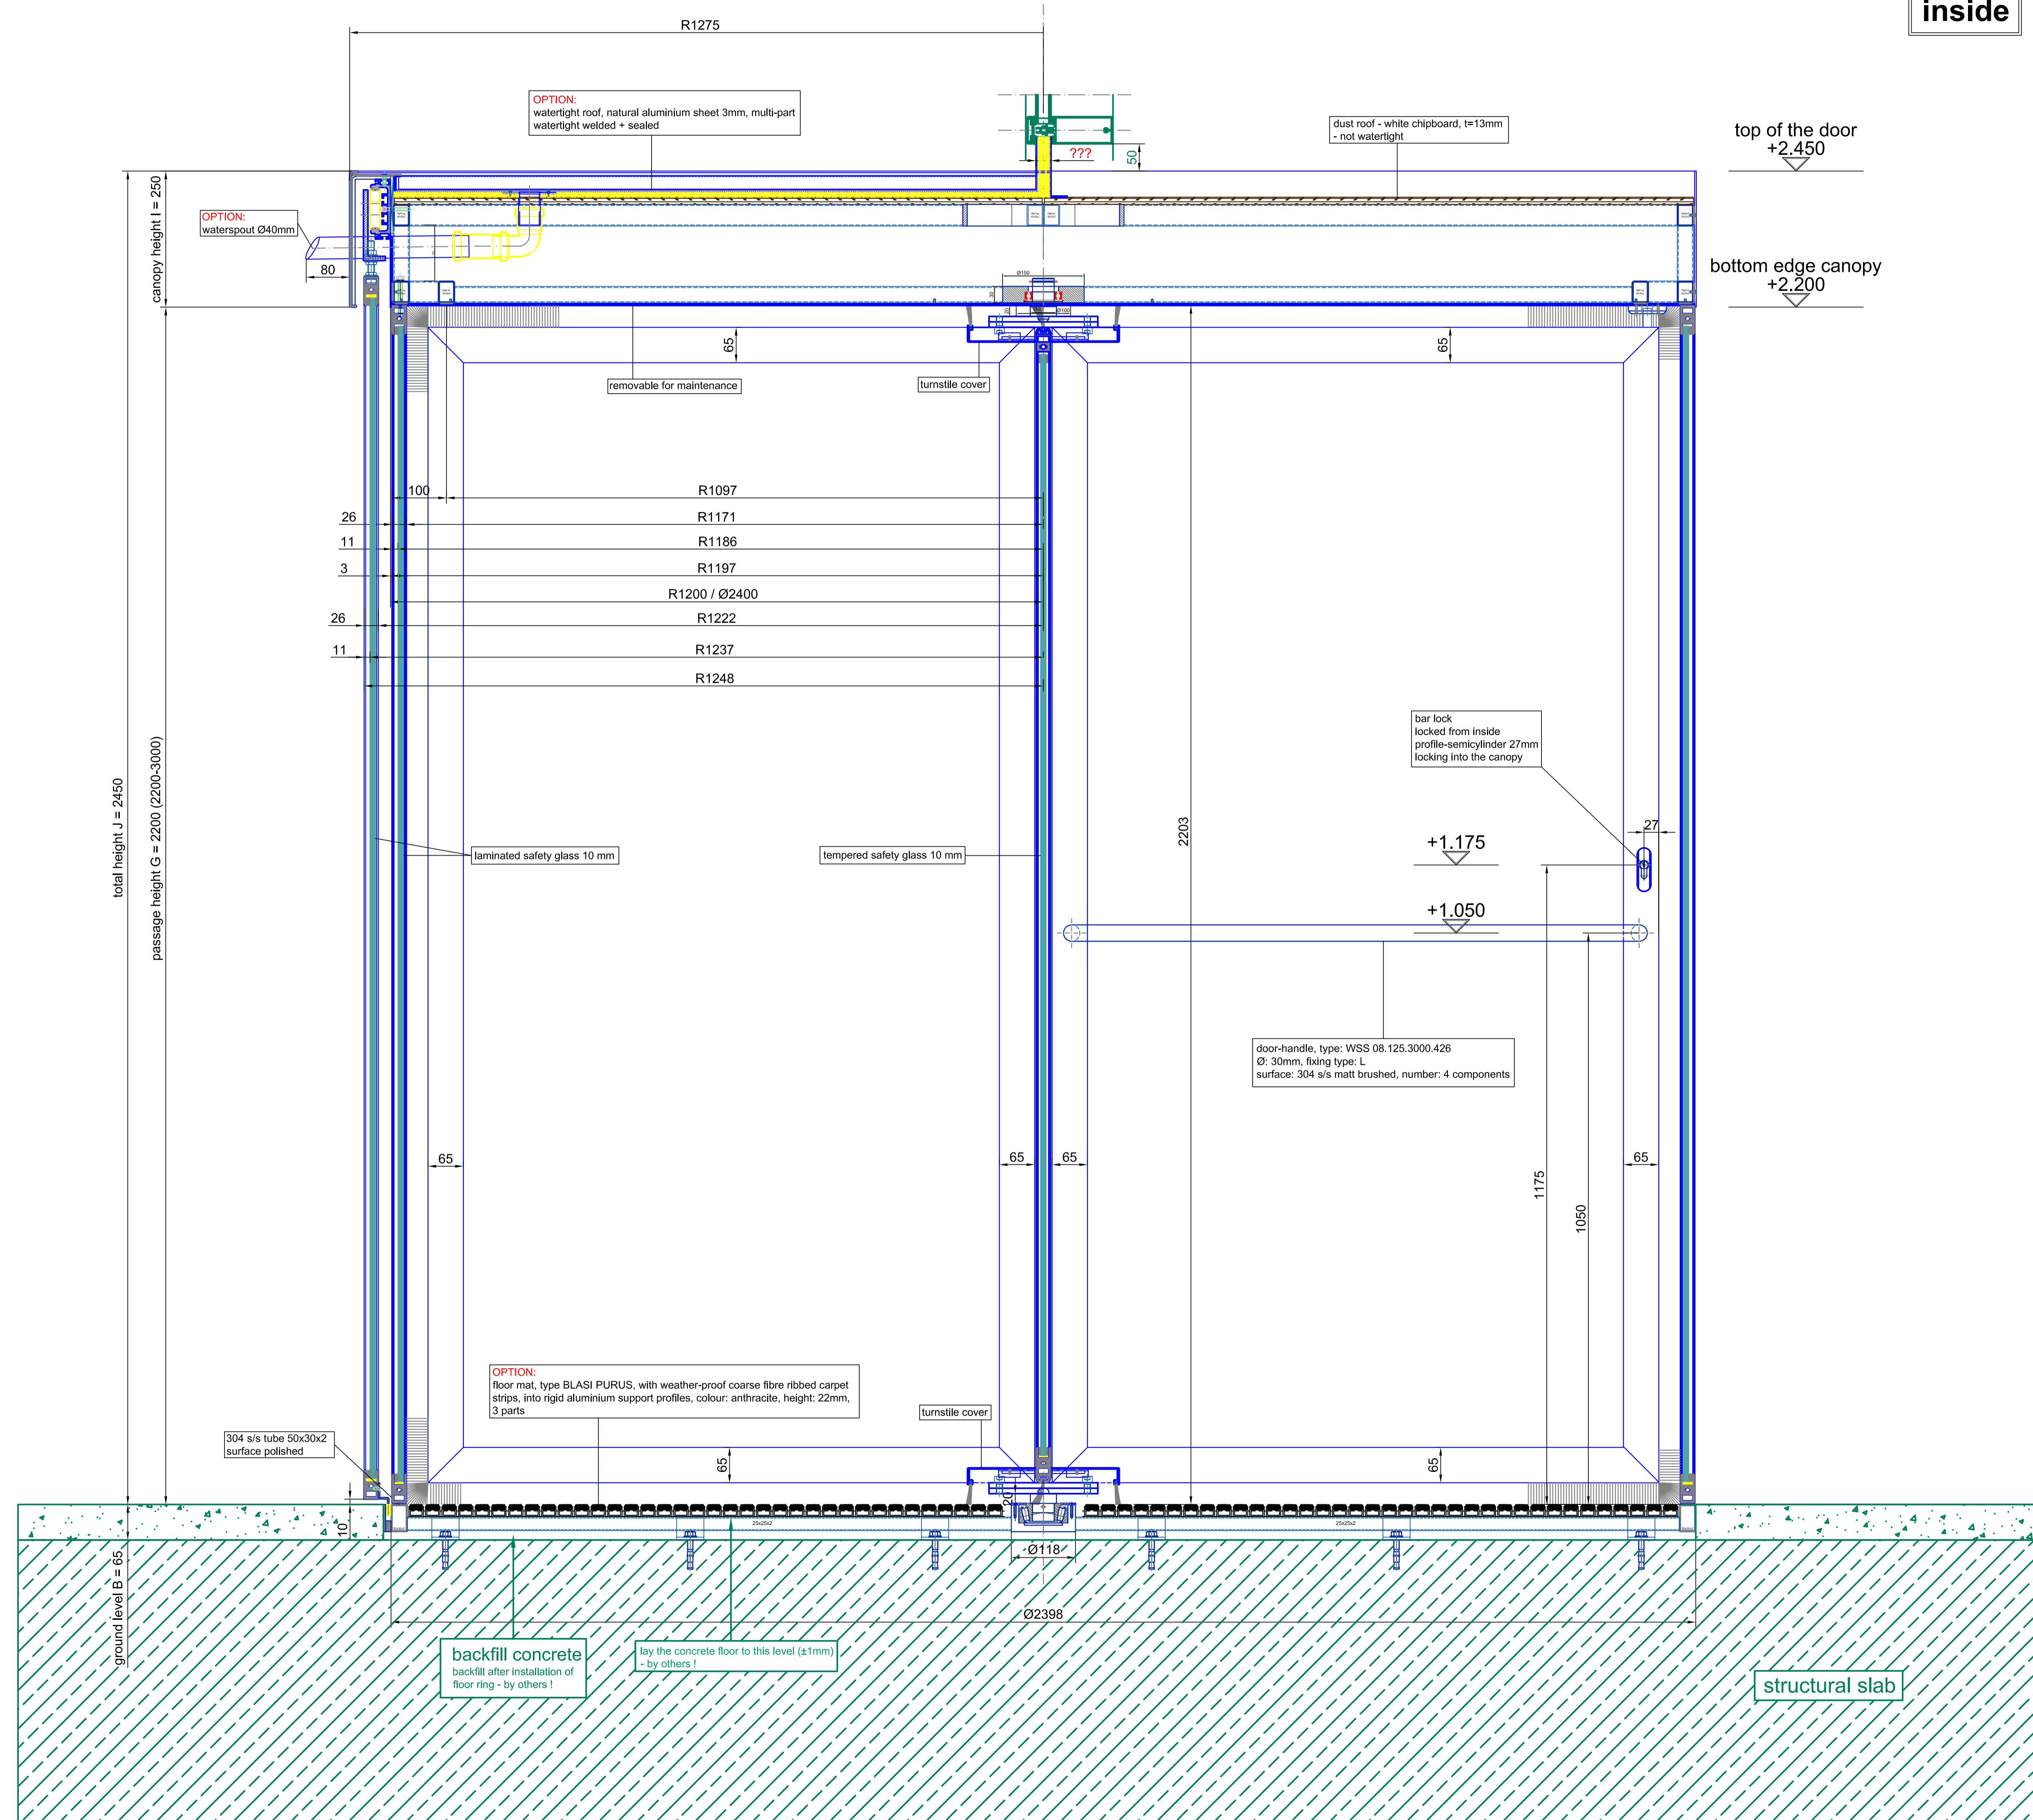 inside
R1275
OPTION:
watertight roof, natural aluminium sheet 3mm, multi-part
watertight welded + sealed
dust roof - white chipboard, t=13mm
- not watertight
top of the door
+2.450
???
50
canopy height I = 250
OPTION:
waterspout Ø40mm
80
bottom edge canopy
+2.200
Ø150
30
20
Ø100
65
65
removable for maintenance
turnstile cover
100
R1097
26
R1171
11
R1186
3
R1197
R1200 / Ø2400
26
R1222
11
R1237
R1248
bar lock
locked from inside
profile-semicylinder 27mm
locking into the canopy
total height J = 2450
passage height G = 2200 (2200-3000)
2203
27
+1.175
laminated safety glass 10 mm
tempered safety glass 10 mm
+1.050
door-handle, type: WSS 08.125.3000.426
Ø: 30mm, fixing type: L
surface: 304 s/s matt brushed, number: 4 components
65
65
65
65
1175
1050
OPTION:
floor mat, type BLASI PURUS, with weather-proof coarse fibre ribbed carpet
strips, into rigid aluminium support profiles, colour: anthracite, height: 22mm,
3 parts
turnstile cover
304 s/s tube 50x30x2
surface polished
65
65
20
10
25x25x2
25x25x2
Ø118
ground level B = 65
Ø2398
backfill concrete
backfill after installation of
floor ring - by others !
lay the concrete floor to this level (±1mm)
- by others !
structural slab